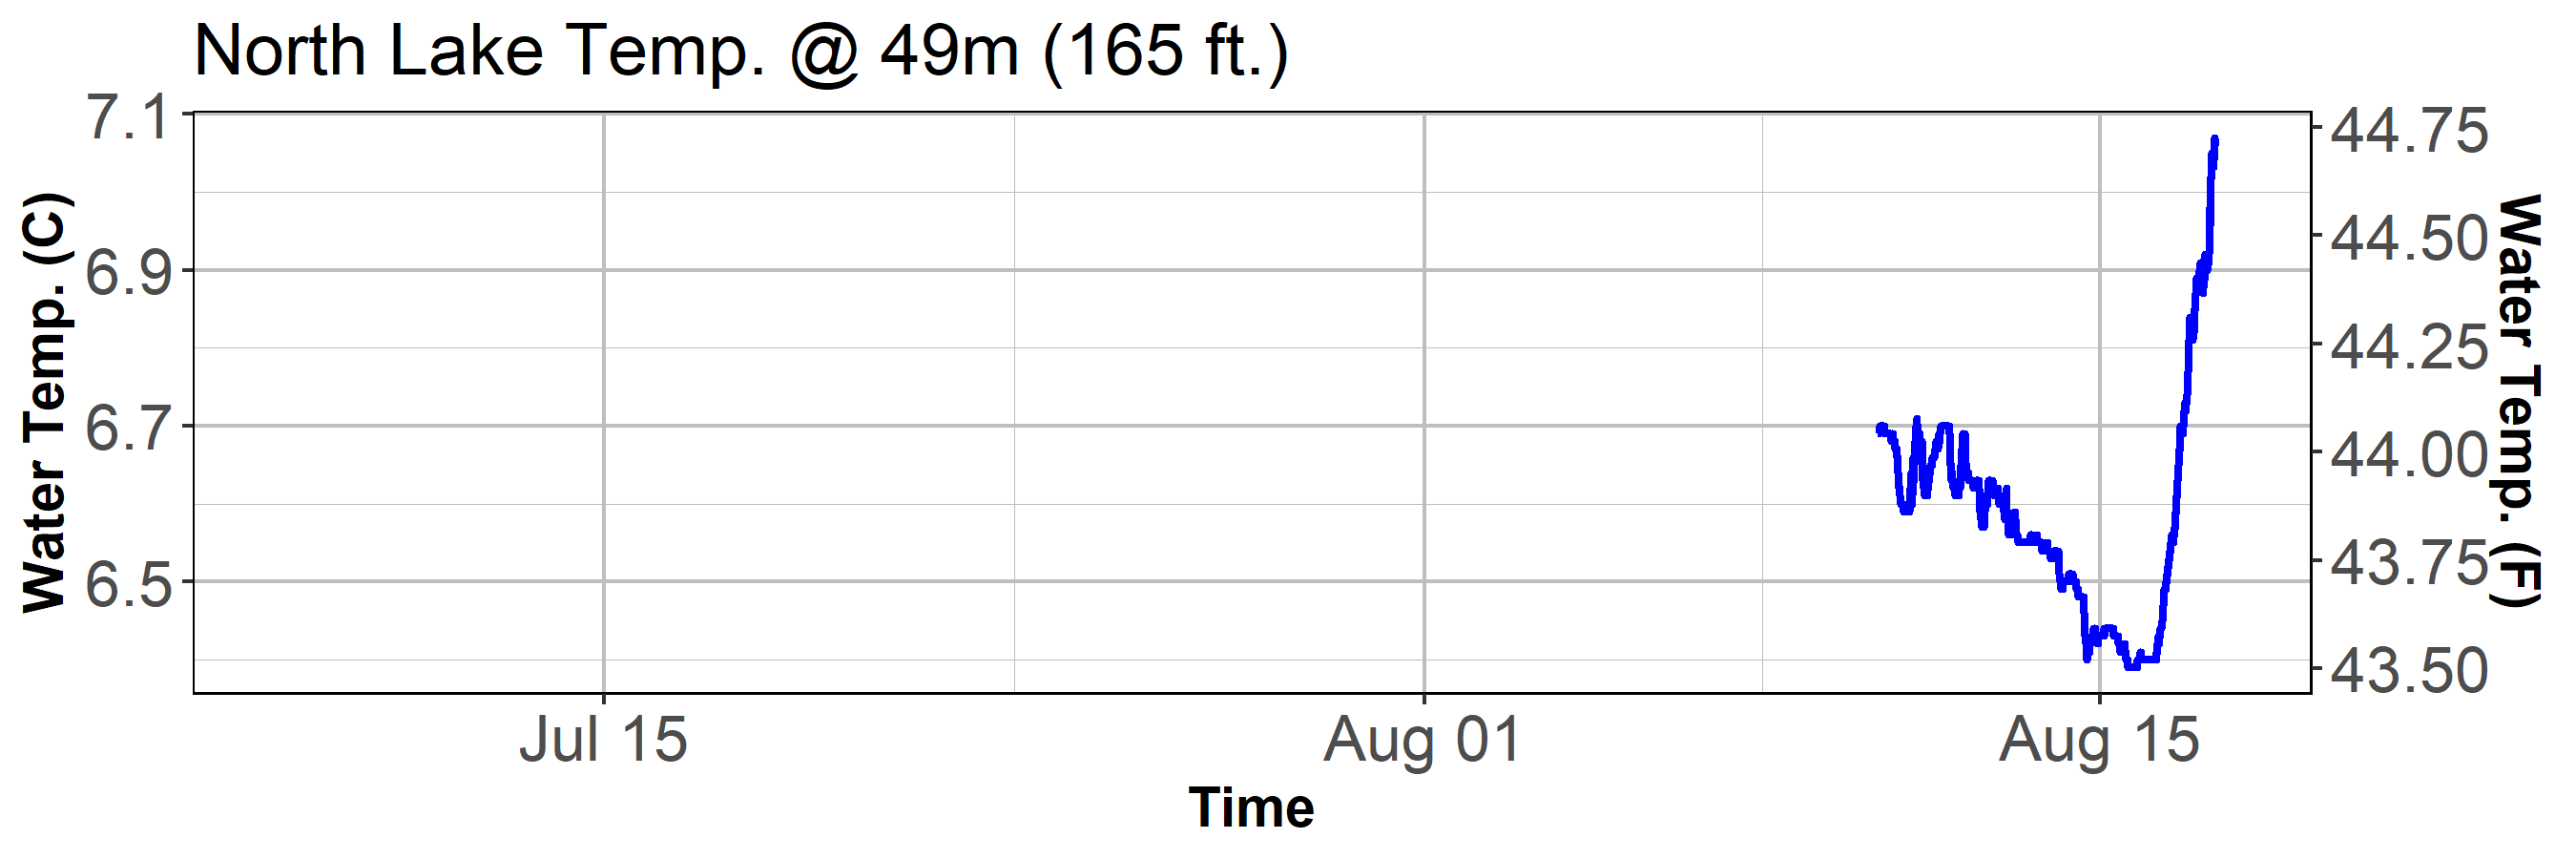 North Lake Temp. @ 49m (165 ft.)
Water Temp. (C)
7.1
6.9
6.7
6.5
44.75
44.50
44.25
44.00
43.75
43.50
Water Temp. (F)
Jul 15
Aug 01
Aug 15
Time